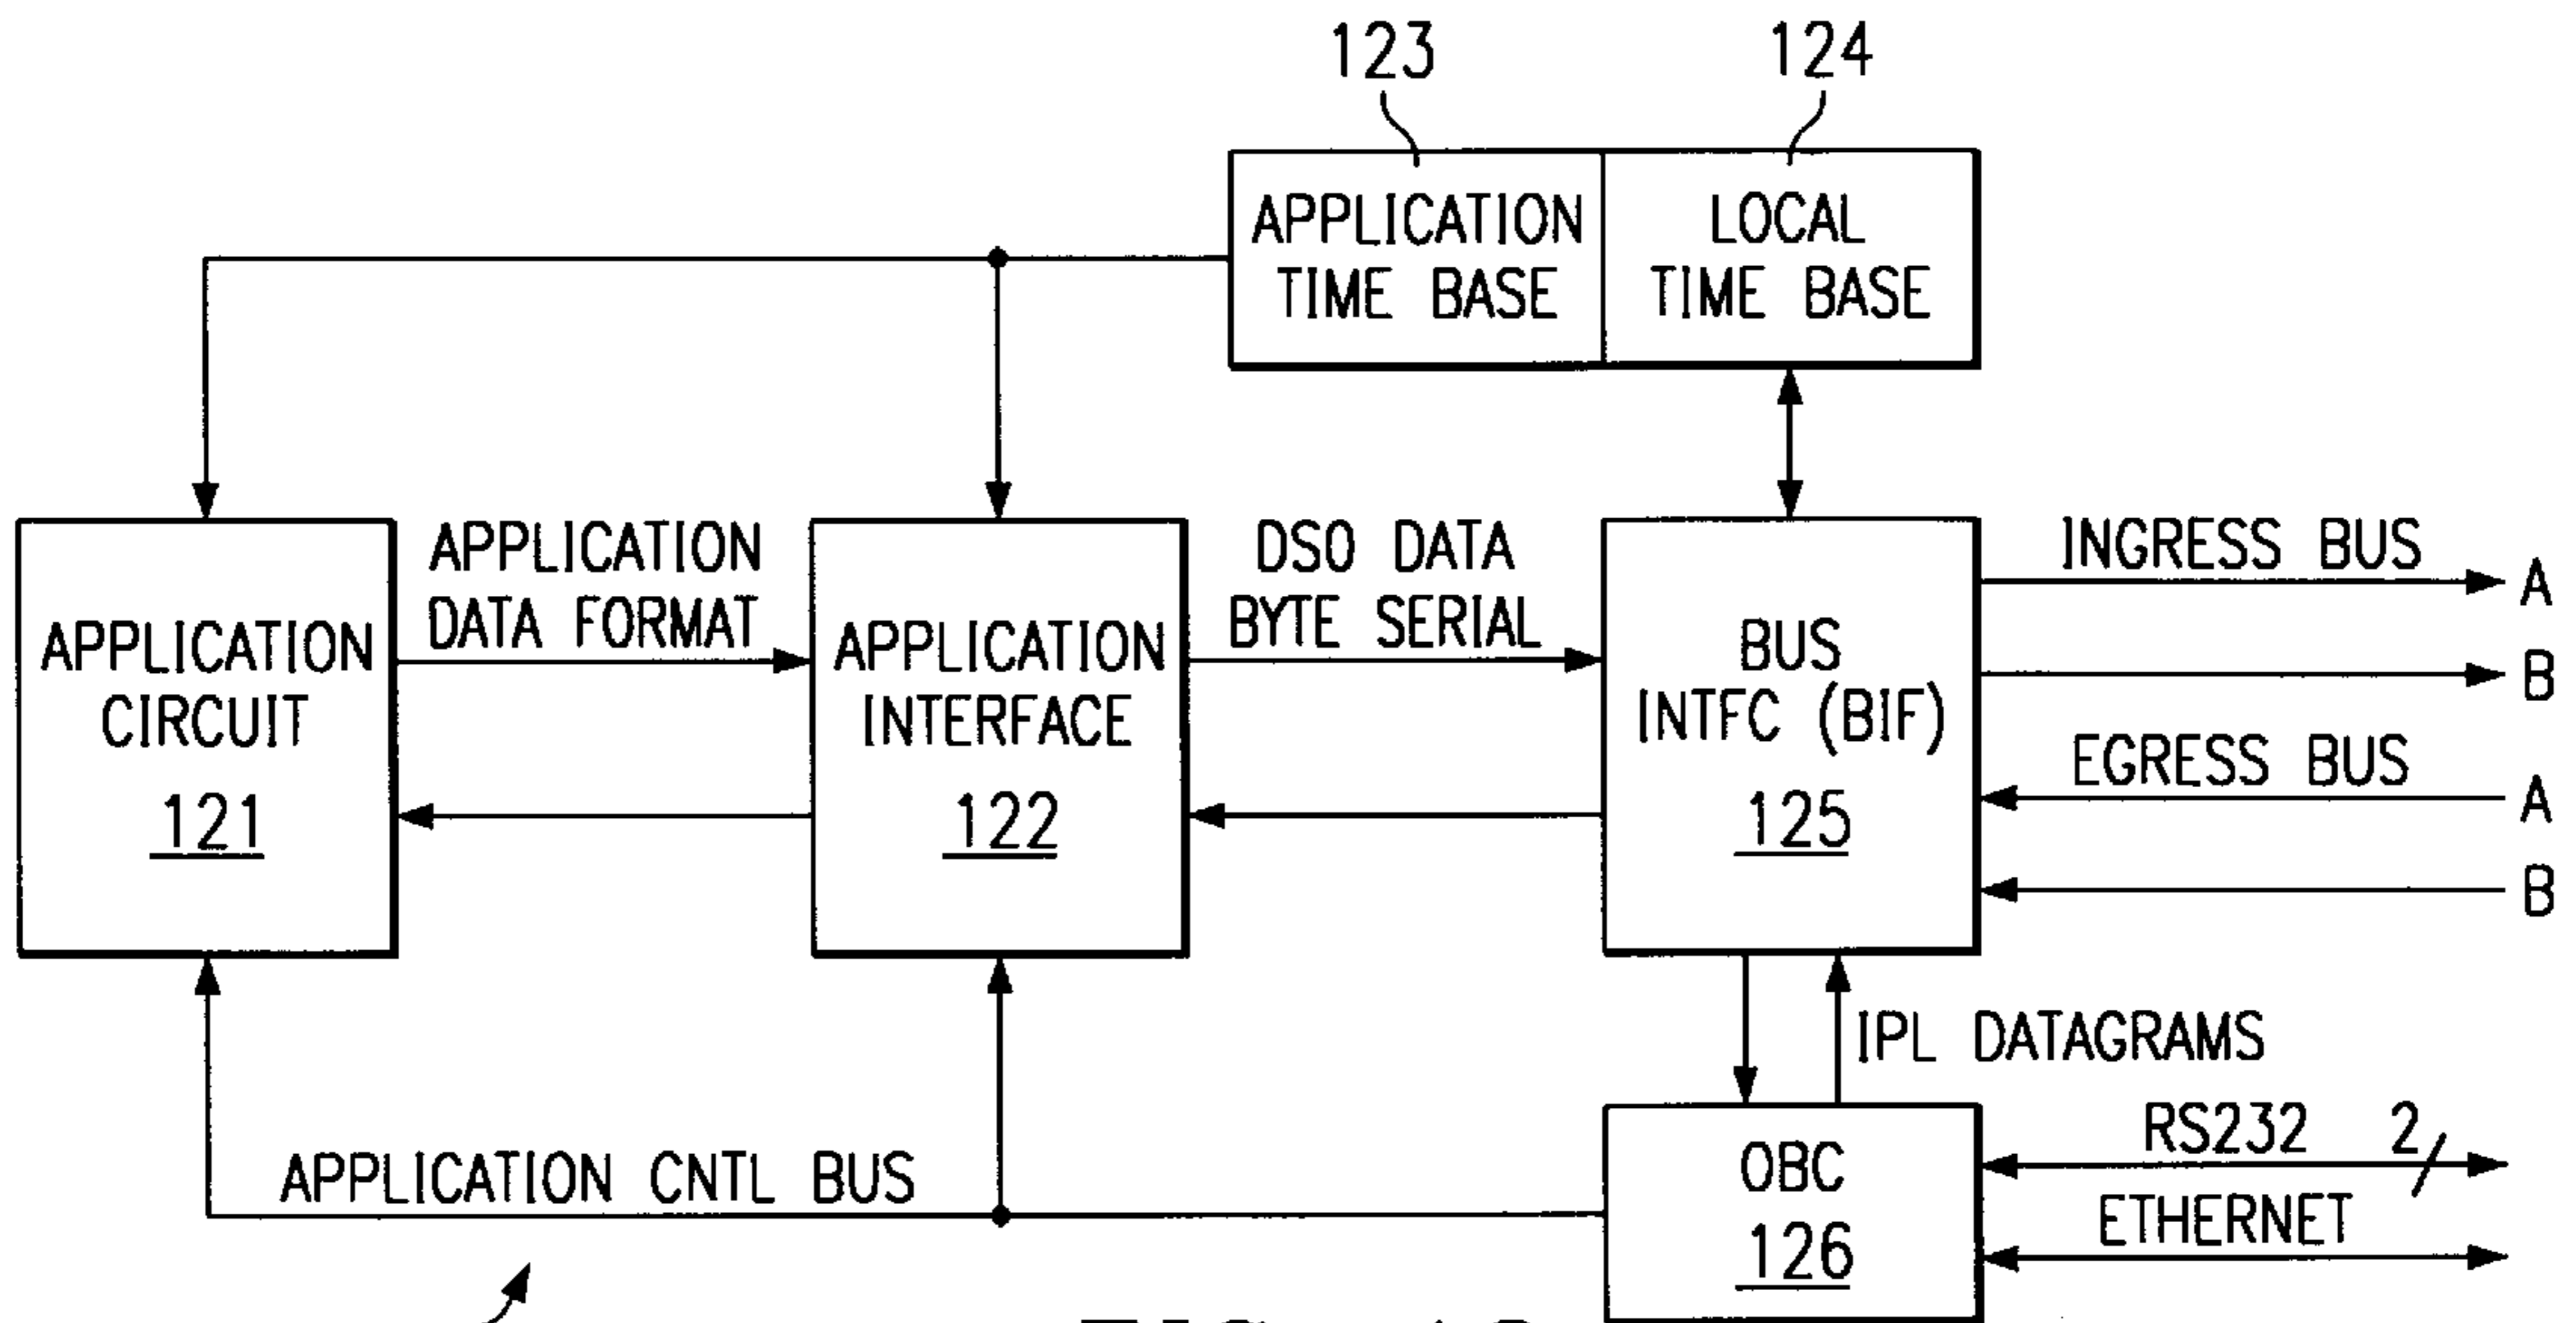 123
124
APPLICATION
TIME BASE
LOCAL
TIME BASE
APPLICATION
CIRCUIT
121
APPLICATION
DATA FORMAT
APPLICATION
INTERFACE
122
DS0 DATA
BYTE SERIAL
BUS
INTFC (BIF)
125
INGRESS BUS
A
B
EGRESS BUS
A
B
IPL DATAGRAMS
APPLICATION CNTL BUS
OBC
126
RS232 2
ETHERNET